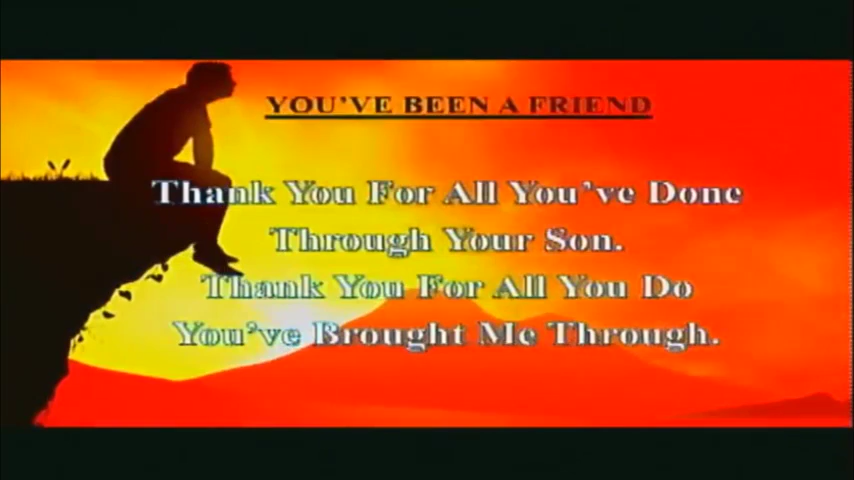 YOU'VE BEEN A FRIEND
Thank You For All You've Done
Through Your Son.
Thank You For All You Do
You've Brought Me Through.